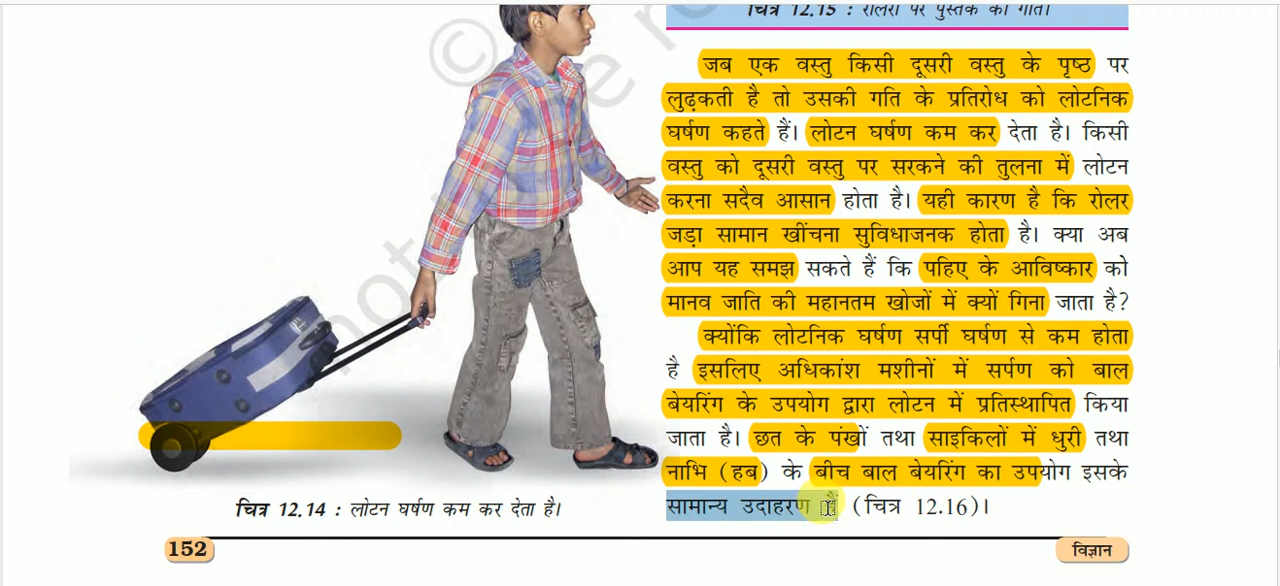 चित्र 12.15 : रोलरों पर पुस्तक की गति।
जब एक वस्तु किसी दूसरी वस्तु के पृष्ठ पर
लुढ़कती है तो उसकी गति के प्रतिरोध को लोटनिक
घर्षण कहते हैं। लोटन घर्षण कम कर देता है। किसी
वस्तु को दूसरी वस्तु पर सरकने की तुलना में लोटन
करना सदैव आसान होता है। यही कारण है कि रोलर
जड़ा सामान खींचना सुविधाजनक होता है। क्या अब
आप यह समझ सकते हैं कि पहिए के आविष्कार को
मानव जाति की महानतम खोजों में क्यों गिना जाता है?
क्योंकि लोटनिक घर्षण सर्पी घर्षण से कम होता
है इसलिए अधिकांश मशीनों में सर्पण को बाल
बेयरिंग के उपयोग द्वारा लोटन में प्रतिस्थापित किया
जाता है। छत के पंखों तथा साइकिलों में धुरी तथा
नाभि (हब) के बीच बाल बेयरिंग का उपयोग इसके
सामान्य उदाहरण हैं (चित्र 12.16)।
चित्र 12.14 : लोटन घर्षण कम कर देता है।
152
विज्ञान